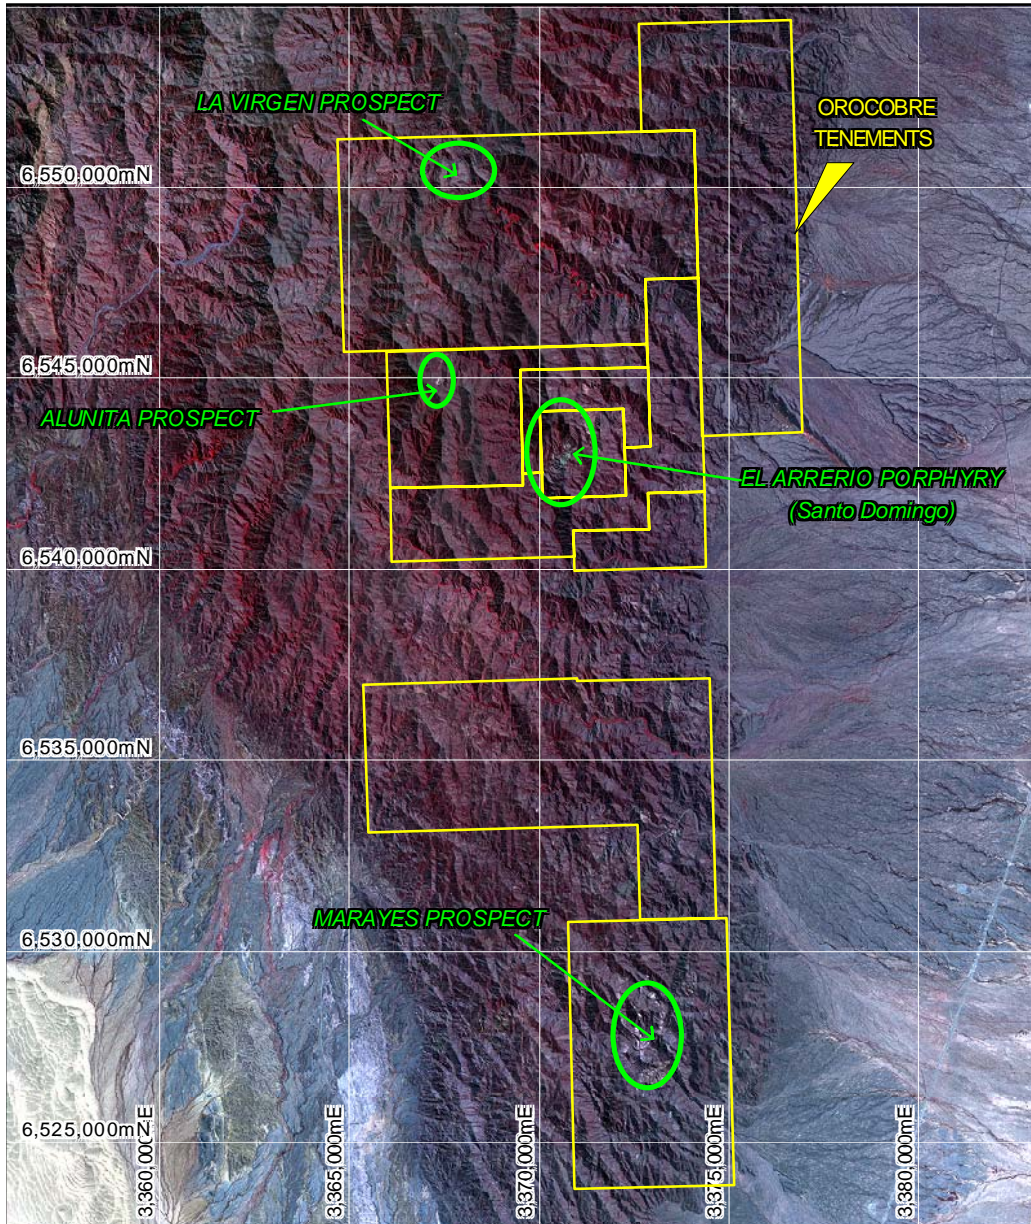 LA VIRGEN PROSPECT
OROCOBRE
TENEMENTS
6,550,000mN
6,545,000mN
ALUNITA PROSPECT
EL ARRERIO PORPHYRY
(Santo Domingo)
6,540,000mN
6,535,000mN
MARAYES PROSPECT
6,530,000mN
6,525,000mN
3,360,000mE
3,365,000mE
3,370,000mE
3,375,000mE
3,380,000mE